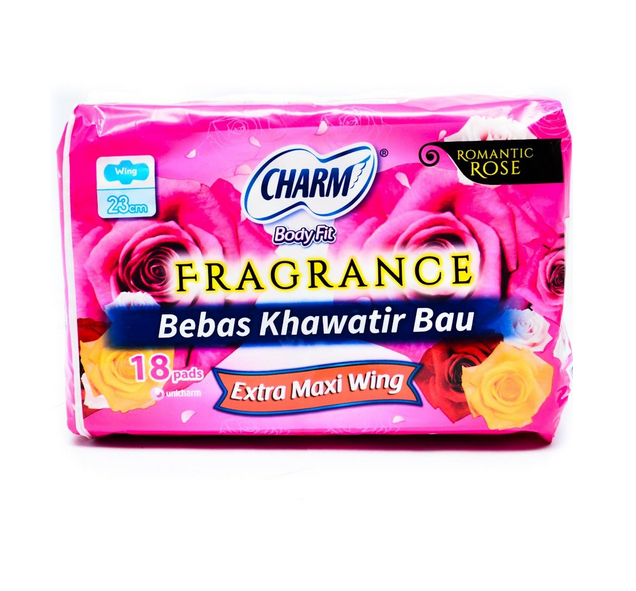 Wing
23cm
CHARM®
Body Fit
ROMANTIC
ROSE
FRAGRANCE
Bebas Khawatir Bau
18 pads
unicharm
Extra Maxi Wing